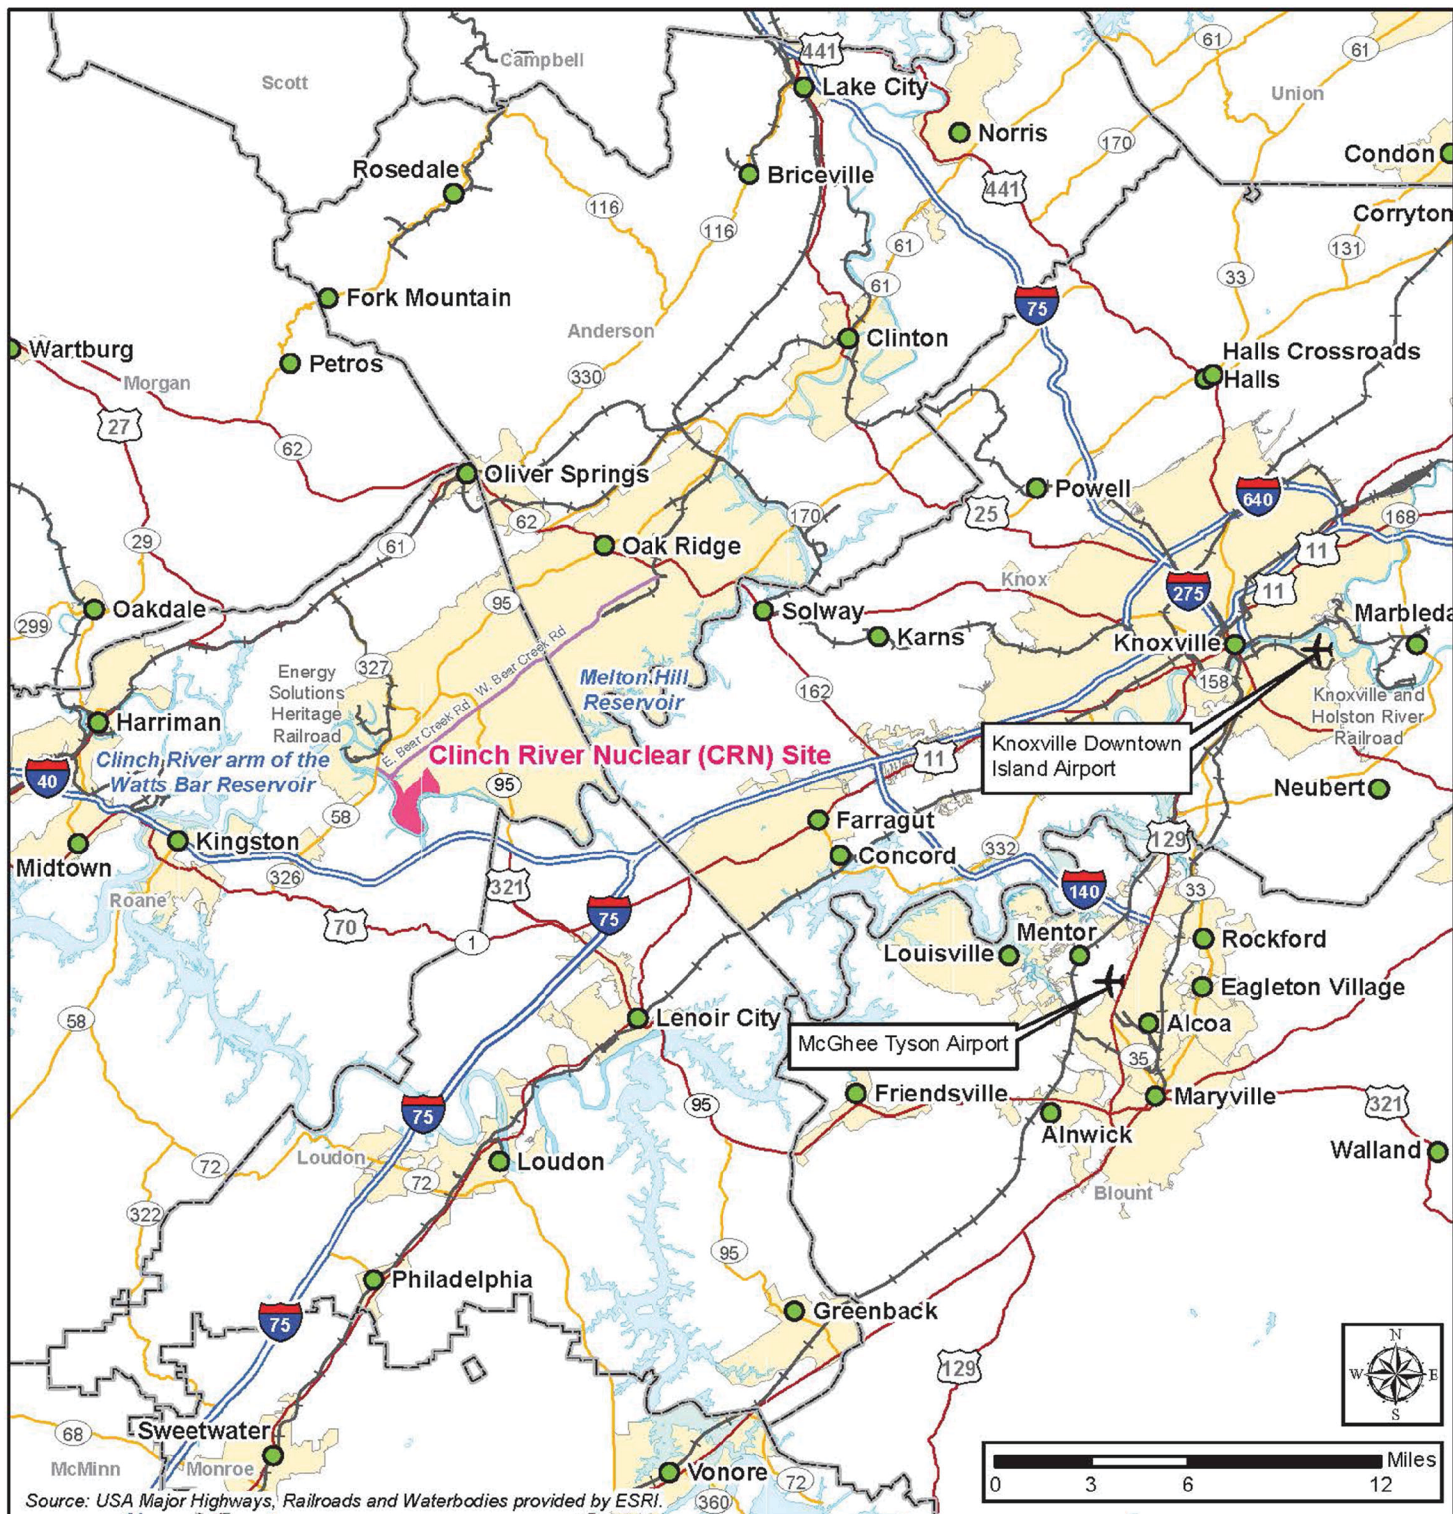 441
61
61
Scott
Campbell
Lake City
Union
Norris
170
Condon
Rosedale
Briceville
441
116
116
Corryton
61
131
33
61
75
Fork Mountain
Anderson
Clinton
Wartburg
Petros
Halls Crossroads
Halls
Morgan
330
27
62
Oliver Springs
Powell
640
25
168
62
170
29
61
Oak Ridge
11
Knox
275
11
95
Oakdale
Solway
Marbleda
299
Karns
Knoxville
W. Bear Creek Rd
327
Energy
Solutions
Heritage
Railroad
Melton Hill
Reservoir
162
158
Knoxville and
Holston River
Railroad
E. Bear Creek Rd
Harriman
Knoxville Downtown
Island Airport
Clinch River Nuclear (CRN) Site
11
Clinch River arm of the
Watts Bar Reservoir
40
95
Neubert
58
Farragut
Kingston
129
Concord
332
Midtown
326
321
140
33
Roane
70
75
Mentor
1
Rockford
Louisville
Eagleton Village
58
Lenoir City
Alcoa
McGhee Tyson Airport
35
75
95
Friendsville
Maryville
321
Alnwick
Walland
Loudon
72
Loudon
72
Blount
322
95
Philadelphia
Greenback
75
N
W E
S
129
Sweetwater
68
McMinn
Monroe
Vonore
72
Miles
0 3 6 12
360
Source: USA Major Highways, Railroads and Waterbodies provided by ESRI.